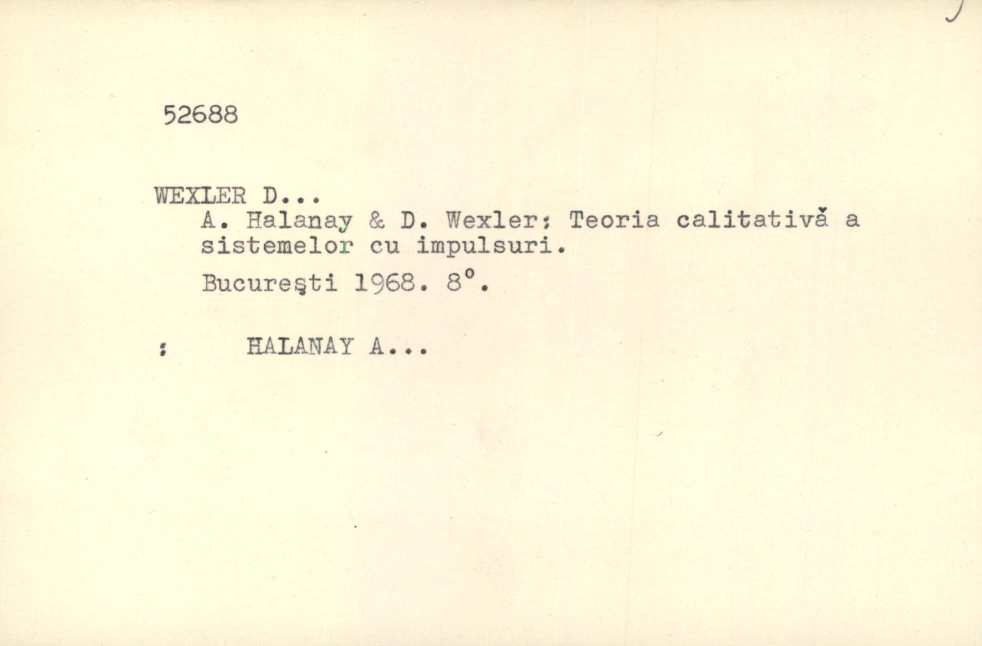 52688
WEXLER D...
A. Halanay & D. Wexler: Teoria calitativă a
sistemelor cu impulsuri.
Bucureşti 1968. 8°.
: HALANAY A...